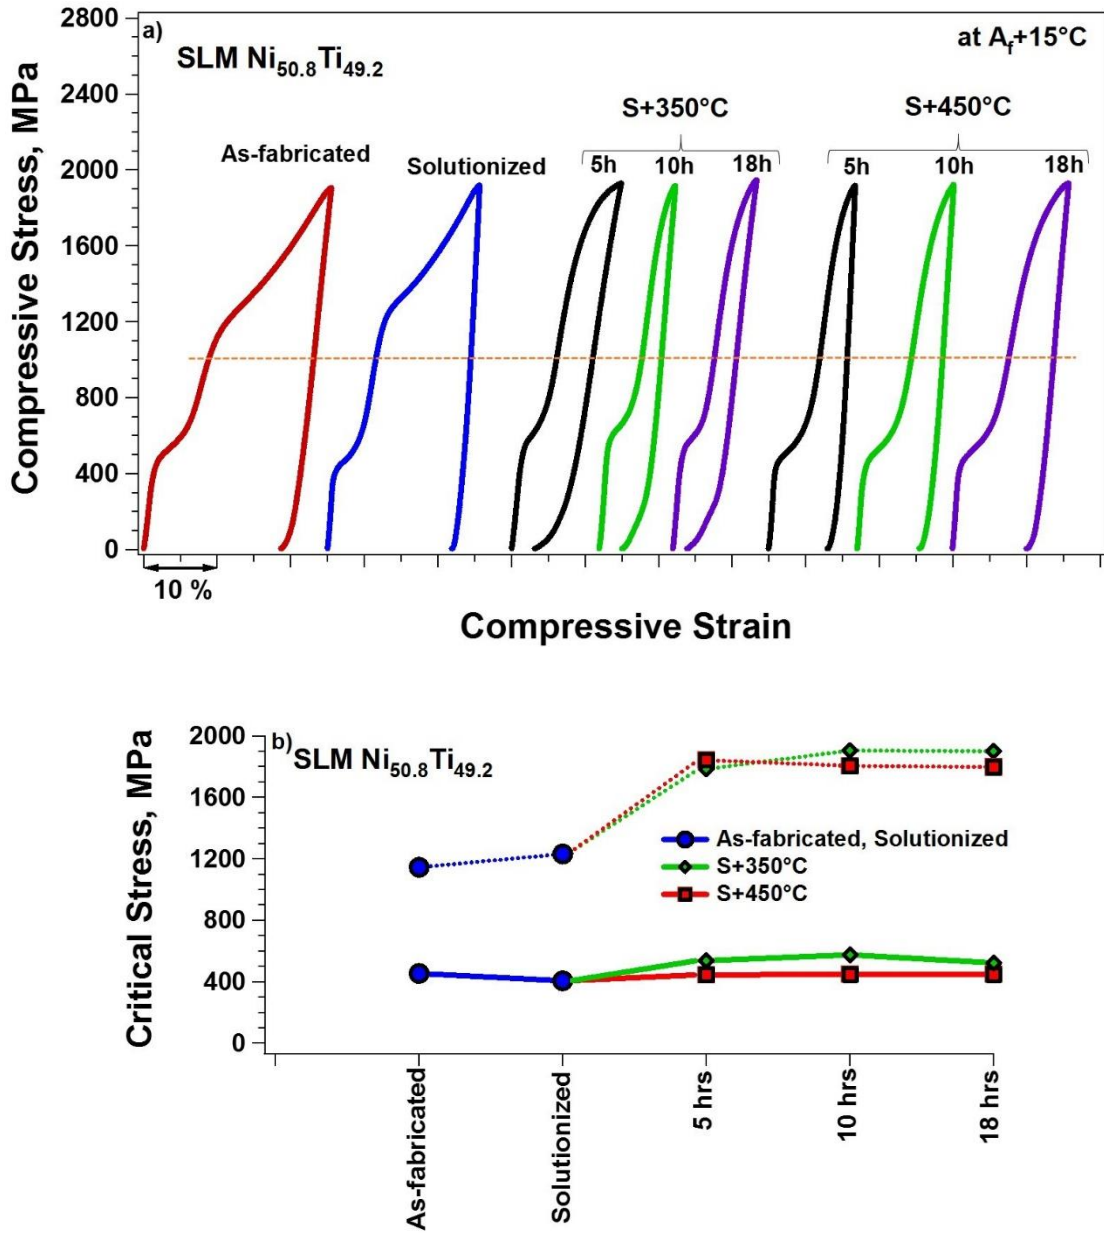 2800
a)
at Af+15°C
SLM Ni50.8Ti49.2
2400
S+350°C
S+450°C
2000
As-fabricated
Solutionized
5h
10h
18h
5h
10h
18h
1600
1200
800
400
0
Compressive Stress, MPa
10 %
Compressive Strain
2000
b)
SLM Ni50.8Ti49.2
1600
1200
800
400
0
Critical Stress, MPa
As-fabricated, Solutionized
S+350°C
S+450°C
As-fabricated
Solutionized
5 hrs
10 hrs
18 hrs